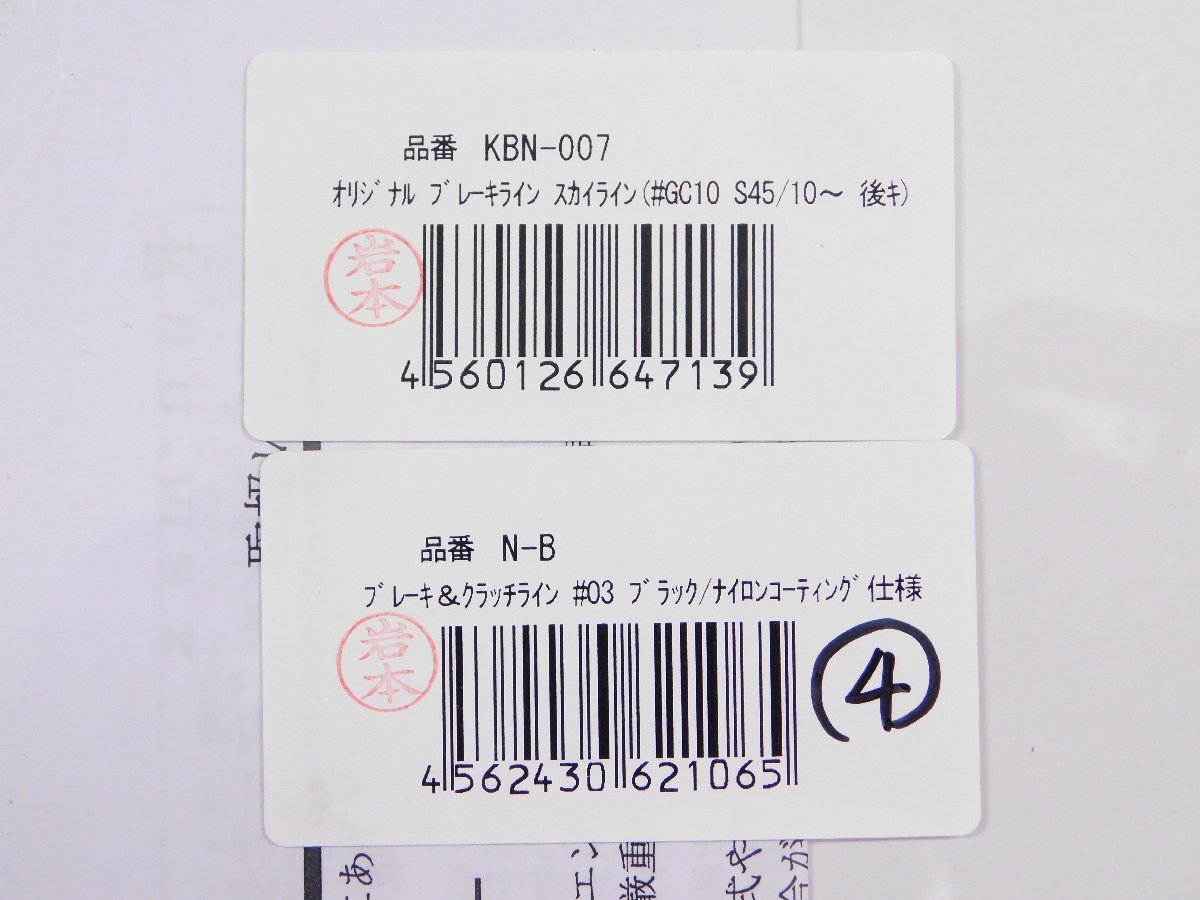 品番 KBN-007
ｵﾘｼﾞﾅﾙ ﾌﾞﾚｰｷﾗｲﾝ ｽｶｲﾗｲﾝ(#GC10 S45/10～ 後ｷ)
岩本
4560126647139
品番 N-B
ﾌﾞﾚｰｷ&ｸﾗｯﾁﾗｲﾝ #03 ﾌﾞﾗｯｸ/ﾅｲﾛﾝｺｰﾃｨﾝｸﾞ仕様
岩本
④
4562430621065